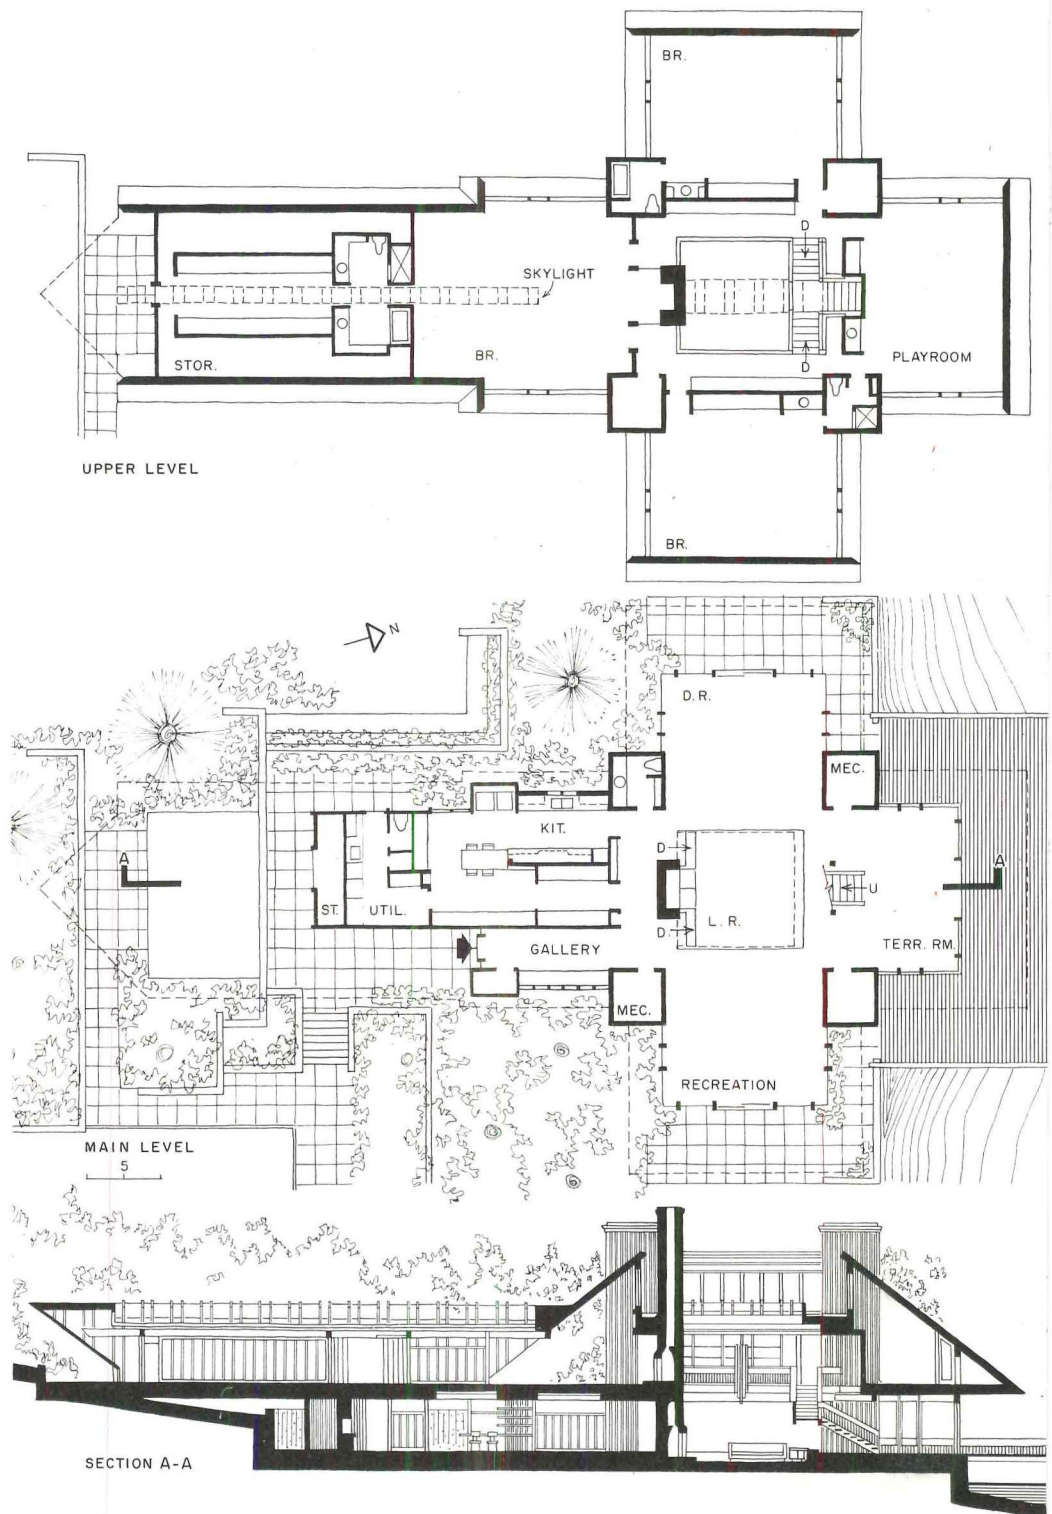 BR.
D
SKYLIGHT
BR.
STOR.
PLAYROOM
D
UPPER LEVEL
BR.
N
D.R.
MEC.
KIT.
A
D
A
U
ST.
UTIL.
L.R.
D.
GALLERY
TERR. RM.
MEC.
RECREATION
MAIN LEVEL
5
SECTION A-A